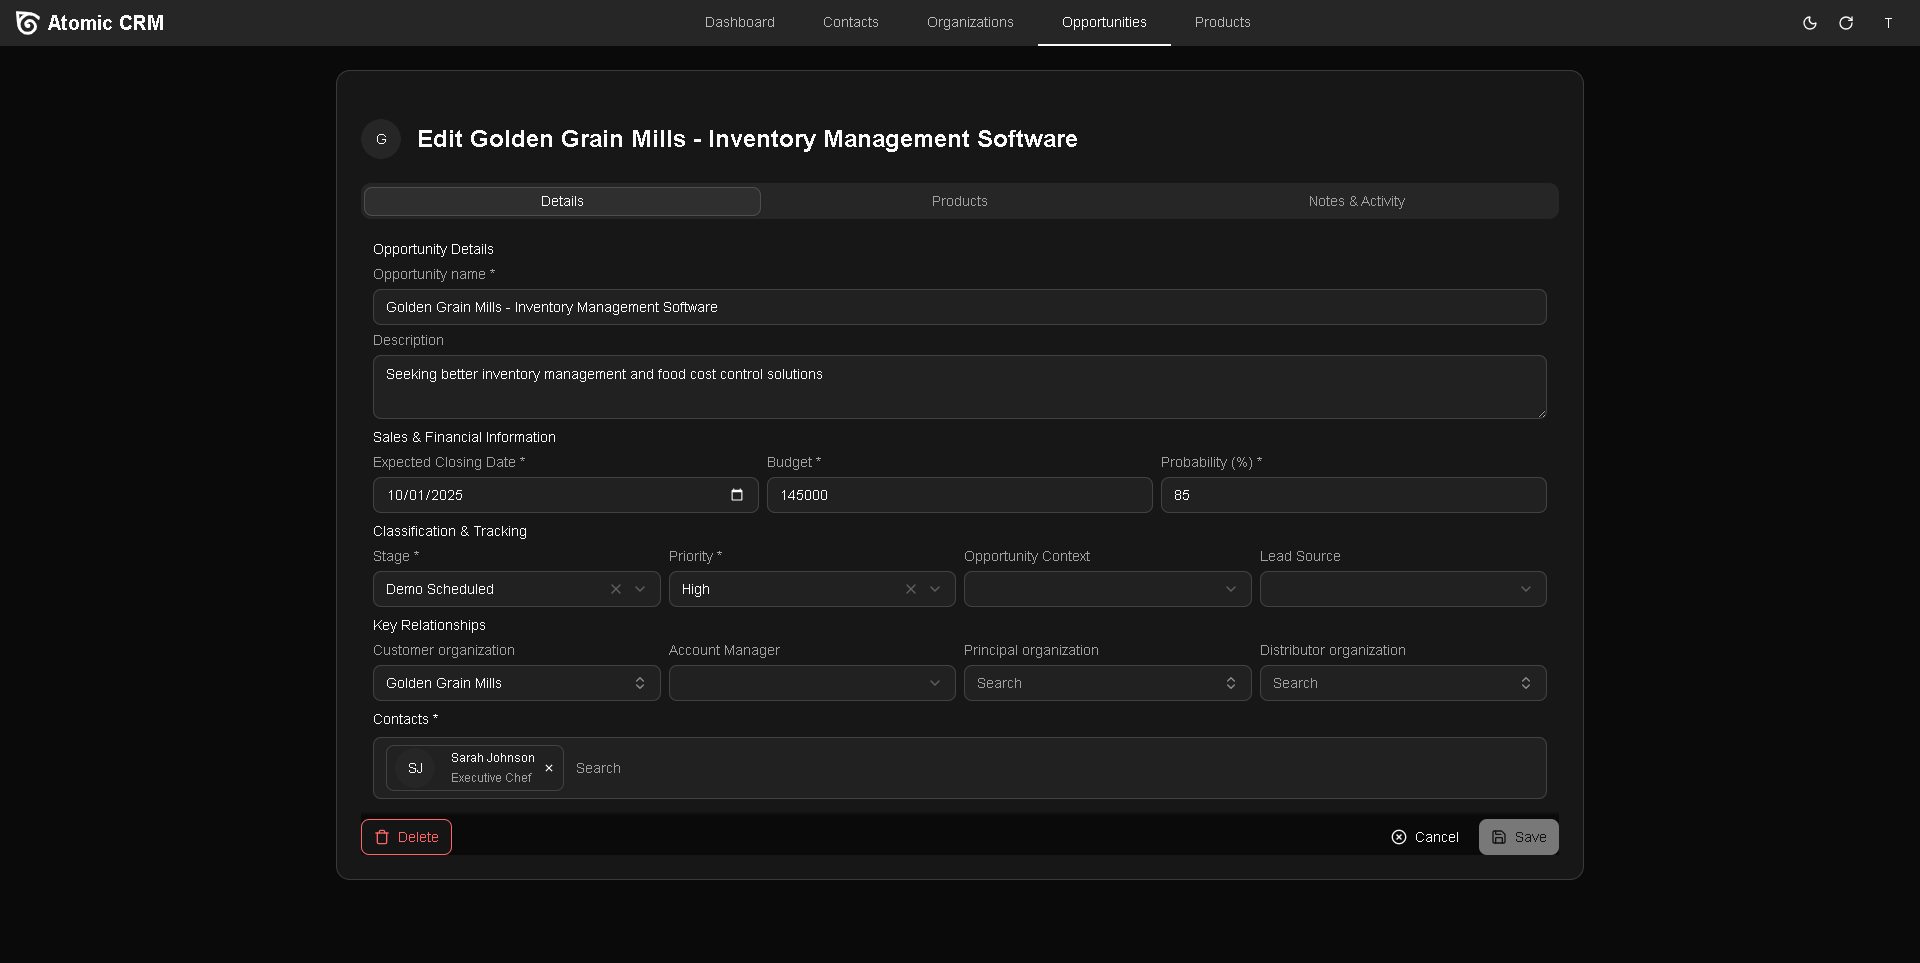 Atomic CRM
Dashboard Contacts Organizations Opportunities Products T
G Edit Golden Grain Mills - Inventory Management Software
Details Products Notes & Activity
Opportunity Details
Opportunity name *
Golden Grain Mills - Inventory Management Software
Description
Seeking better inventory management and food cost control solutions
Sales & Financial Information
Expected Closing Date * Budget * Probability (%) *
10/01/2025 145000 85
Classification & Tracking
Stage * Priority * Opportunity Context Lead Source
Demo Scheduled High
Key Relationships
Customer organization Account Manager Principal organization Distributor organization
Golden Grain Mills Search Search
Contacts *
SJ Sarah Johnson
Executive Chef
Search
Delete Cancel Save